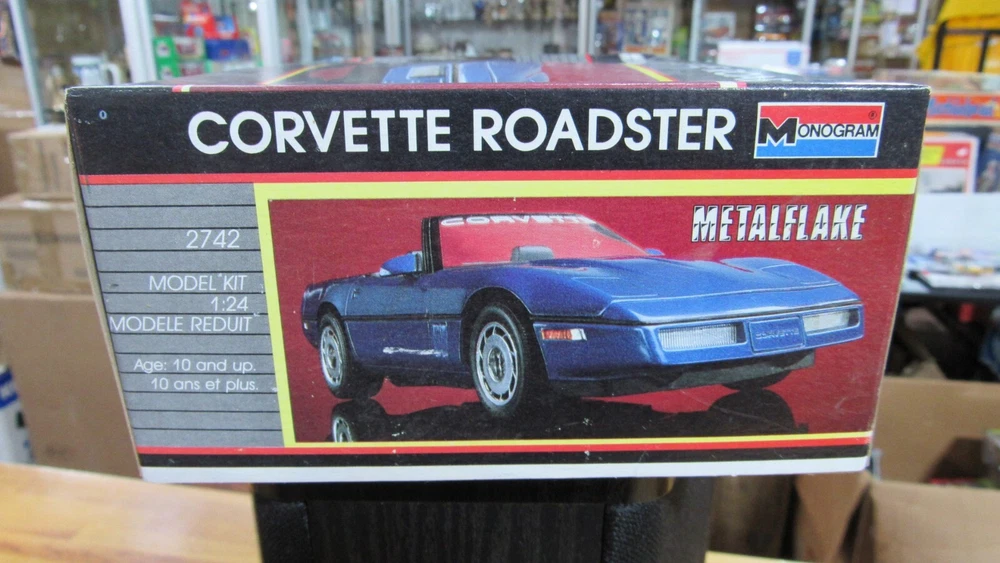 CORVETTE ROADSTER
MONOGRAM®
METALFLAKE
CORVETTE
2742
MODEL KIT
1:24
MODELE REDUIT
Age: 10 and up.
10 ans et plus.
CORVETTE